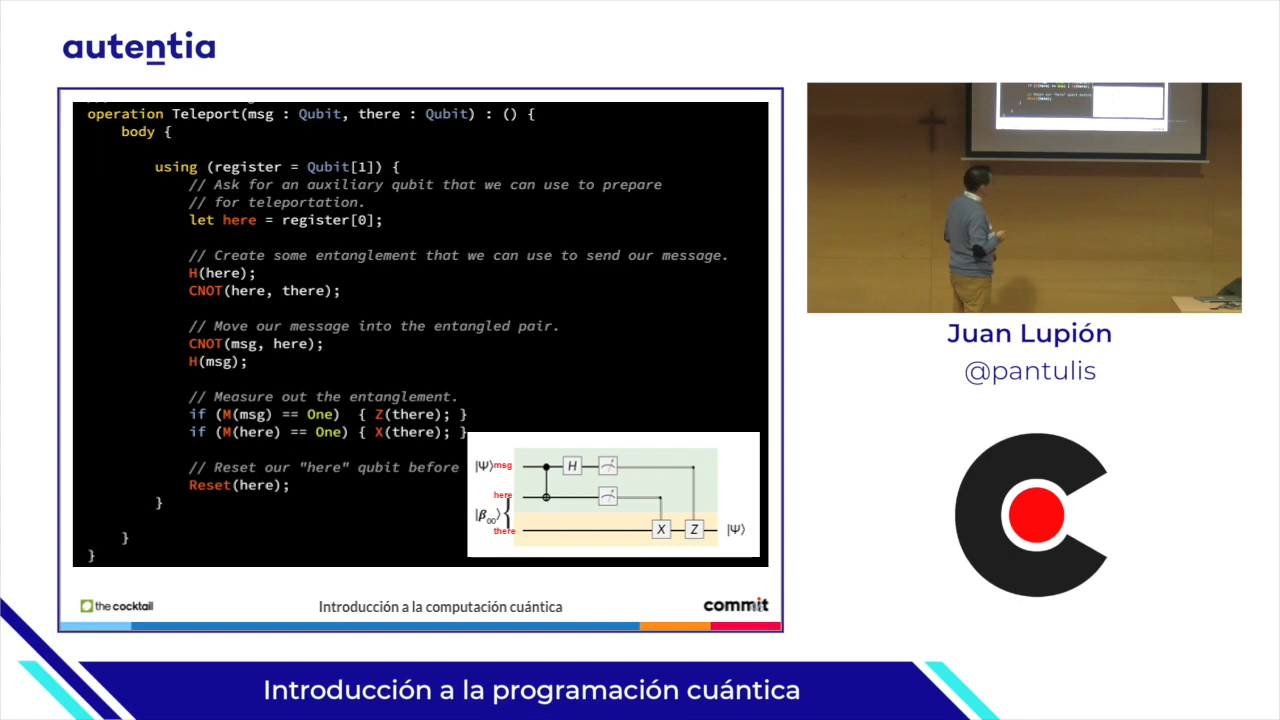 autentia
operation Teleport(msg : Qubit, there : Qubit) : () {
body {
using (register = Qubit[1]) {
// Ask for an auxiliary qubit that we can use to prepare
// for teleportation.
let here = register[0];
// Create some entanglement that we can use to send our message.
H(here);
CNOT(here, there);
// Move our message into the entangled pair.
CNOT(msg, here);
H(msg);
// Measure out the entanglement.
if (M(msg) == One) { Z(there); }
if (M(here) == One) { X(there); }
// Reset our "here" qubit before
Reset(here);
}
}
}
|Ψ⟩ msg
H
here
|β00⟩
there
X
Z
|Ψ⟩
the cocktail
Introducción a la computación cuántica
commit
Juan Lupión
@pantulis
Introducción a la programación cuántica